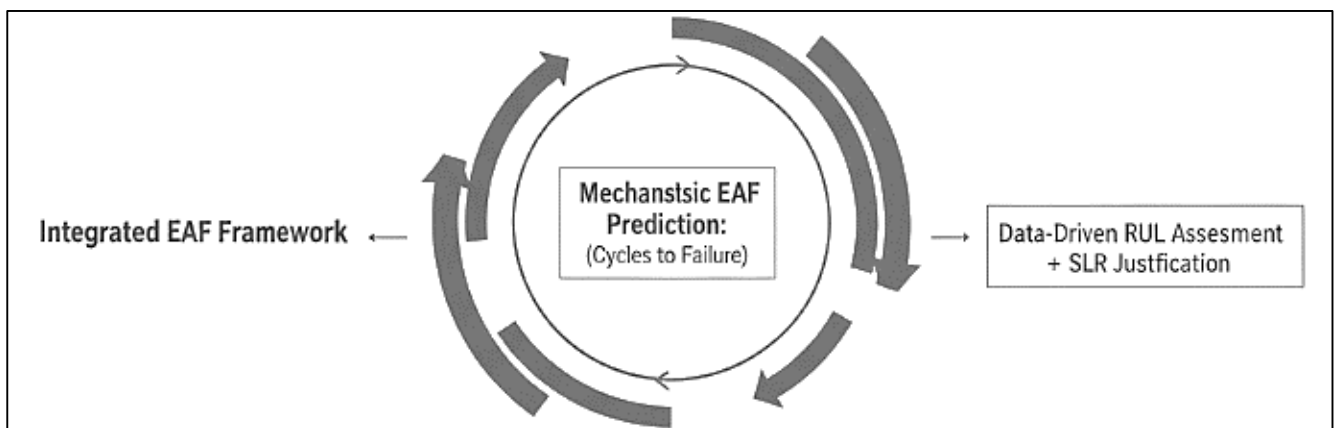 Integrated EAF Framework
Mechanstsic EAF
Prediction:
(Cycles to Failure)
Data-Driven RUL Assesment
+ SLR Justfication